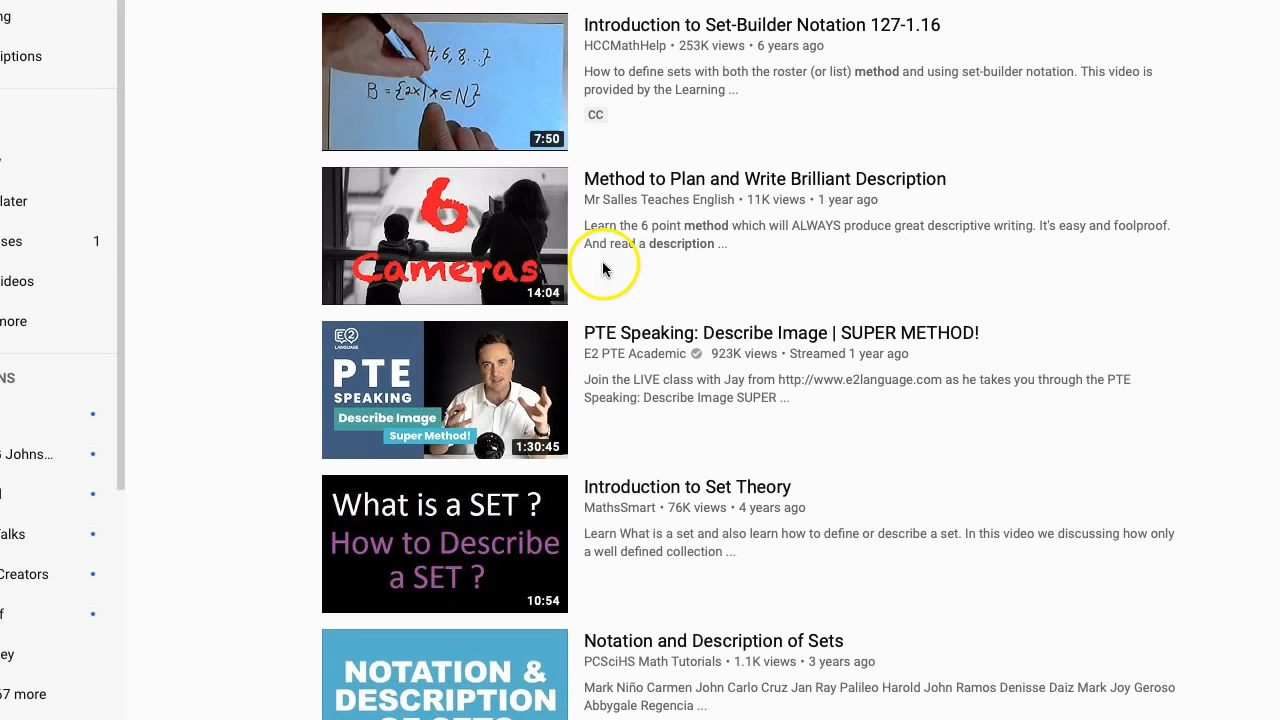 ng
iptions
later
ses 1
ideos
more
NS
G Johns...
alks
Creators
f
ey
67 more
4,6,8,...}
B = {2x|x∈N}
7:50
Introduction to Set-Builder Notation 127-1.16
HCCMathHelp • 253K views • 6 years ago
How to define sets with both the roster (or list) method and using set-builder notation. This video is
provided by the Learning ...
CC
6
Cameras
14:04
Method to Plan and Write Brilliant Description
Mr Salles Teaches English • 11K views • 1 year ago
Learn the 6 point method which will ALWAYS produce great descriptive writing. It's easy and foolproof.
And read a description ...
E2
LANGUAGE
PTE
SPEAKING
Describe Image
Super Method!
1:30:45
PTE Speaking: Describe Image | SUPER METHOD!
E2 PTE Academic 923K views • Streamed 1 year ago
Join the LIVE class with Jay from http://www.e2language.com as he takes you through the PTE
Speaking: Describe Image SUPER ...
What is a SET ?
How to Describe
a SET ?
10:54
Introduction to Set Theory
MathsSmart • 76K views • 4 years ago
Learn What is a set and also learn how to define or describe a set. In this video we discussing how only
a well defined collection ...
NOTATION &
DESCRIPTION
OF SETS
Notation and Description of Sets
PCSciHS Math Tutorials • 1.1K views • 3 years ago
Mark Niño Carmen John Carlo Cruz Jan Ray Palileo Harold John Ramos Denisse Daiz Mark Joy Geroso
Abbygale Regencia ...